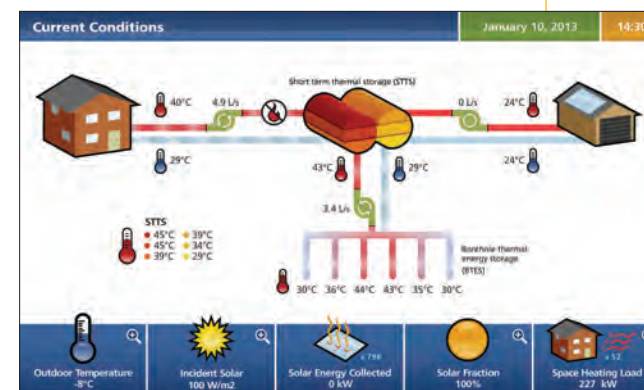 Current Conditions
January 10, 2013
14:30
Short term thermal storage (STTS)
40°C
4.9 L/s
0 L/s
24°C
29°C
43°C
29°C
24°C
3.4 L/s
STTS
45°C 39°C
45°C 34°C
39°C 29°C
Borehole thermal
energy storage
(BTES)
30°C 36°C 44°C 43°C 35°C 30°C
x 798
x 52
Outdoor Temperature
-8°C
Incident Solar
100 W/m2
Solar Energy Collected
0 kW
Solar Fraction
100%
Space Heating Load
227 kW